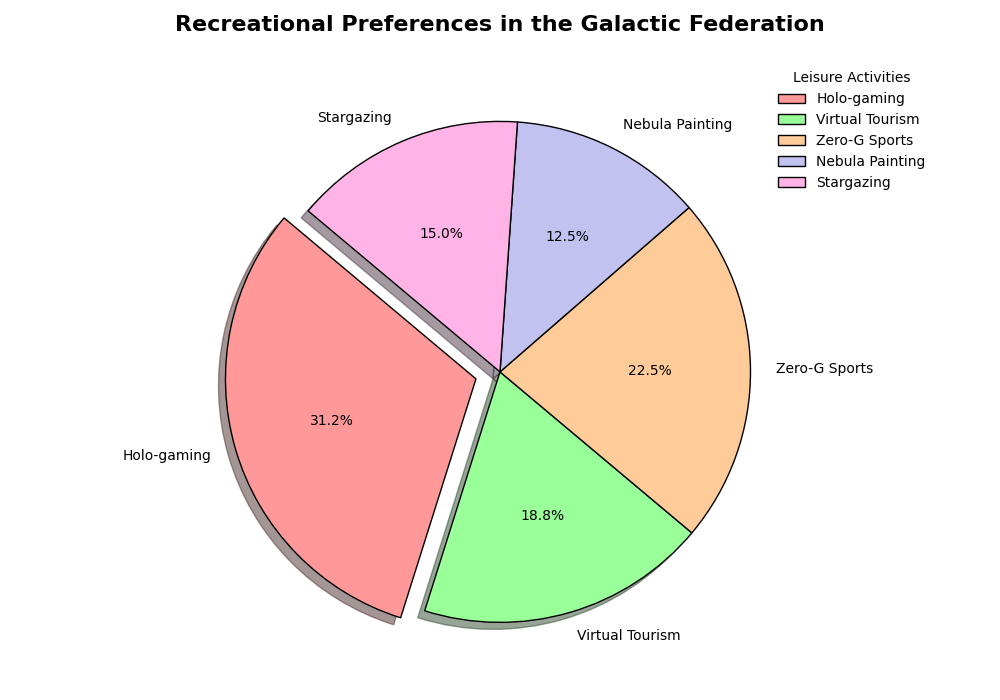 Recreational Preferences in the Galactic Federation
Leisure Activities
Holo-gaming
Virtual Tourism
Zero-G Sports
Nebula Painting
Stargazing
Stargazing
Nebula Painting
15.0%
12.5%
Zero-G Sports
22.5%
31.2%
Holo-gaming
18.8%
Virtual Tourism